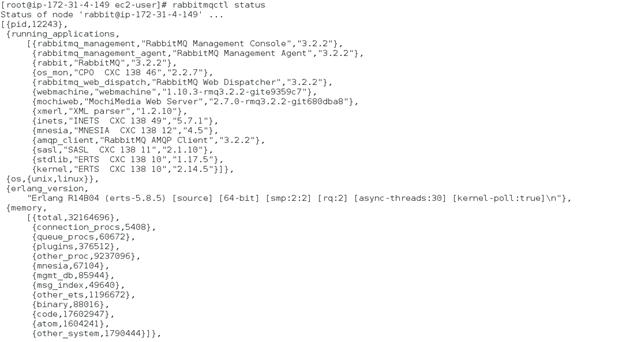 [root@ip-172-31-4-149 ec2-user]# rabbitmqctl status
Status of node 'rabbit@ip-172-31-4-149' ...
[{pid,12243},
{running_applications,
[{rabbitmq_management,"RabbitMQ Management Console","3.2.2"},
{rabbitmq_management_agent,"RabbitMQ Management Agent","3.2.2"},
{rabbit,"RabbitMQ","3.2.2"},
{os_mon,"CPO  CXC 138 46","2.2.7"},
{rabbitmq_web_dispatch,"RabbitMQ Web Dispatcher","3.2.2"},
{webmachine,"webmachine","1.10.3-rmq3.2.2-gite9359c7"},
{mochiweb,"MochiMedia Web Server","2.7.0-rmq3.2.2-git680dba8"},
{xmerl,"XML parser","1.2.10"},
{inets,"INETS  CXC 138 49","5.7.1"},
{mnesia,"MNESIA  CXC 138 12","4.5"},
{amqp_client,"RabbitMQ AMQP Client","3.2.2"},
{sasl,"SASL  CXC 138 11","2.1.10"},
{stdlib,"ERTS  CXC 138 10","1.17.5"},
{kernel,"ERTS  CXC 138 10","2.14.5"}]},
{os,{unix,linux}},
{erlang_version,
"Erlang R14B04 (erts-5.8.5) [source] [64-bit] [smp:2:2] [rq:2] [async-threads:30] [kernel-poll:true]\n"},
{memory,
[{total,32164696},
{connection_procs,5408},
{queue_procs,60672},
{plugins,376512},
{other_proc,9237096},
{mnesia,67104},
{mgmt_db,85944},
{msg_index,49640},
{other_ets,1196672},
{binary,88016},
{code,17602947},
{atom,1604241},
{other_system,1790444}]},